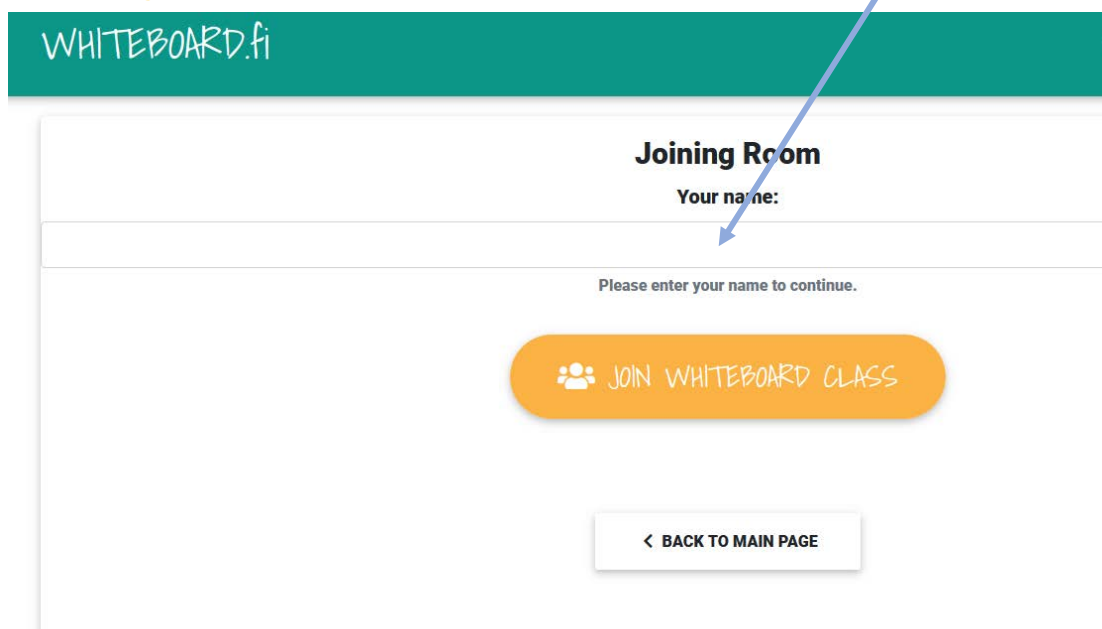 WHITEBOARD.fi
Joining Room
Your name:
Please enter your name to continue.
JOIN WHITEBOARD CLASS
BACK TO MAIN PAGE